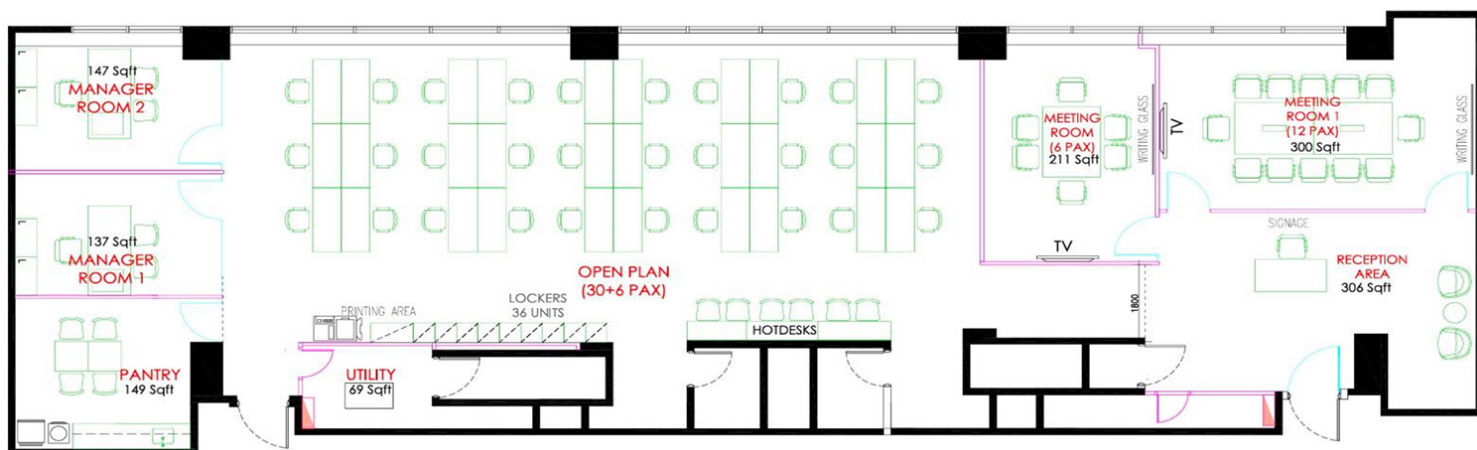 147 Sqft
MANAGER
ROOM 2
137 Sqft
MANAGER
ROOM 1
PANTRY
149 Sqft
UTILITY
69 Sqft
PRINTING AREA
LOCKERS
36 UNITS
OPEN PLAN
(30+6 PAX)
HOTDESKS
MEETING
ROOM
(6 PAX)
211 Sqft
WRITING GLASS
TV
TV
MEETING
ROOM 1
(12 PAX)
300 Sqft
WRITING GLASS
SIGNAGE
RECEPTION
AREA
306 Sqft
1800